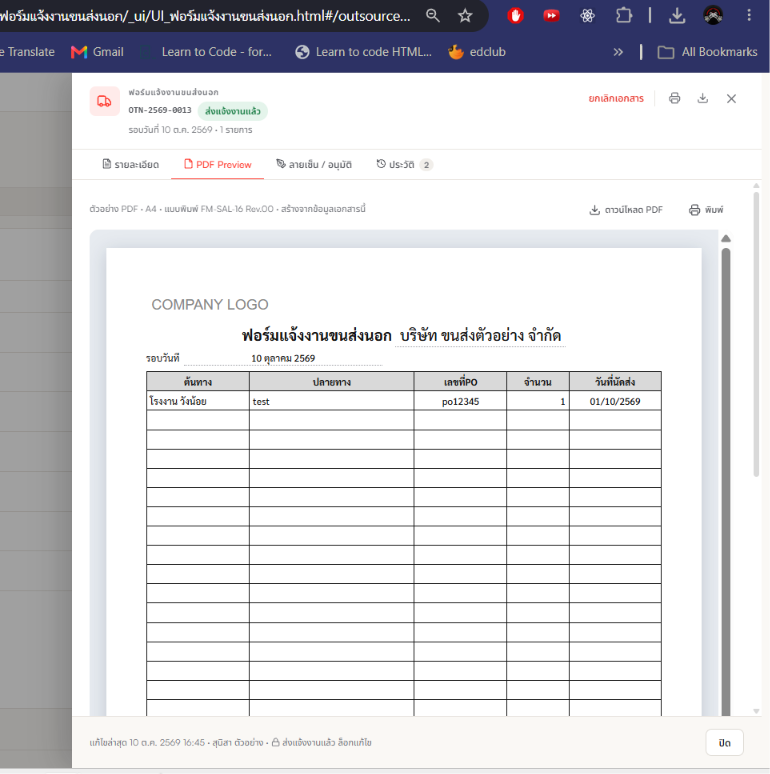 ฟอร์มแจ้งงานขนส่งนอก/_ui/UI_ฟอร์มแจ้งงานขนส่งนอก.html#/outsource...
Translate Gmail Learn to Code - for... Learn to code HTML... edclub » All Bookmarks
ฟอร์มแจ้งงานขนส่งนอก
OTN-2569-0013 ส่งแจ้งงานแล้ว
รอบวันที่ 10 ต.ค. 2569 · 1 รายการ
ยกเลิกเอกสาร
รายละเอียด PDF Preview ลายเซ็น / อนุมัติ ประวัติ 2
ตัวอย่าง PDF · A4 · แบบพิมพ์ FM-SAL-16 Rev.00 · สร้างจากข้อมูลเอกสารนี้
ดาวน์โหลด PDF พิมพ์
COMPANY LOGO
ฟอร์มแจ้งงานขนส่งนอก บริษัท ขนส่งตัวอย่าง จำกัด
รอบวันที่ 10 ตุลาคม 2569
ต้นทาง ปลายทาง เลขที่PO จำนวน วันที่นัดส่ง
โรงงาน วังน้อย test po12345 1 01/10/2569
แก้ไขล่าสุด 10 ต.ค. 2569 16:45 · สุนิสา ตัวอย่าง · ส่งแจ้งงานแล้ว ล็อกแก้ไข
ปิด